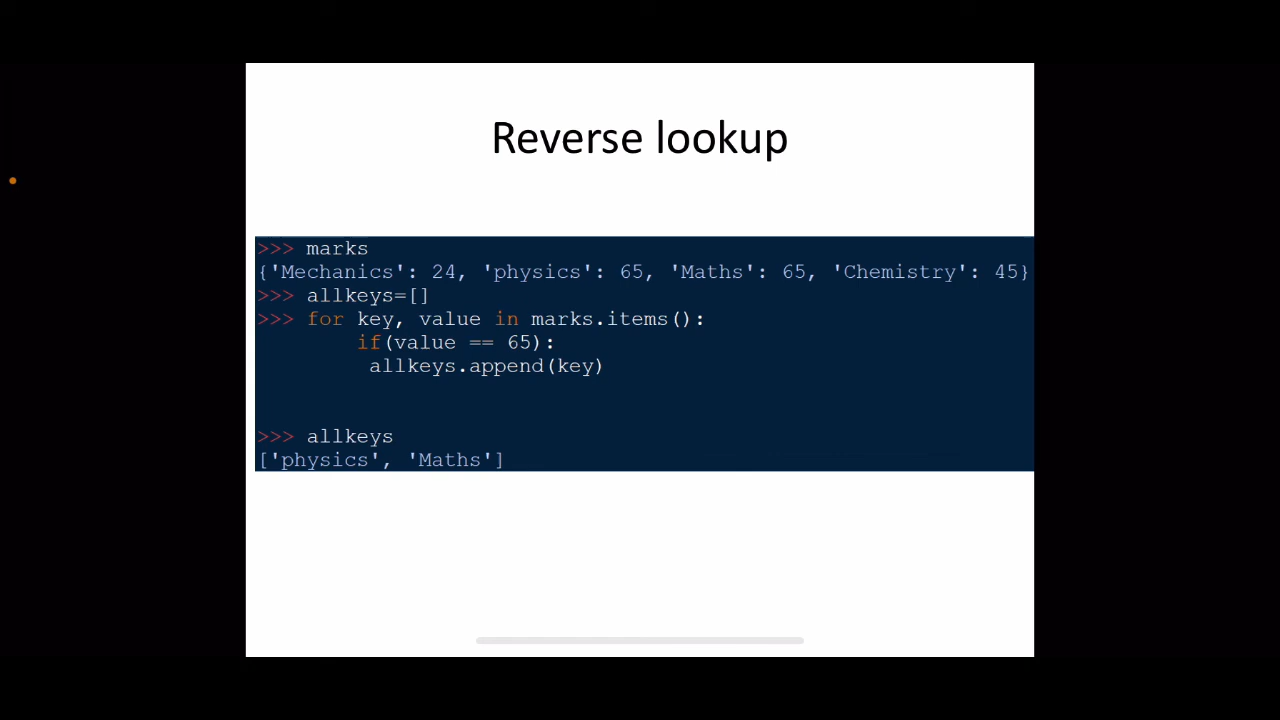 Reverse lookup
>>> marks
{'Mechanics': 24, 'physics': 65, 'Maths': 65, 'Chemistry': 45}
>>> allkeys=[]
>>> for key, value in marks.items():
        if(value == 65):
         allkeys.append(key)
>>> allkeys
['physics', 'Maths']